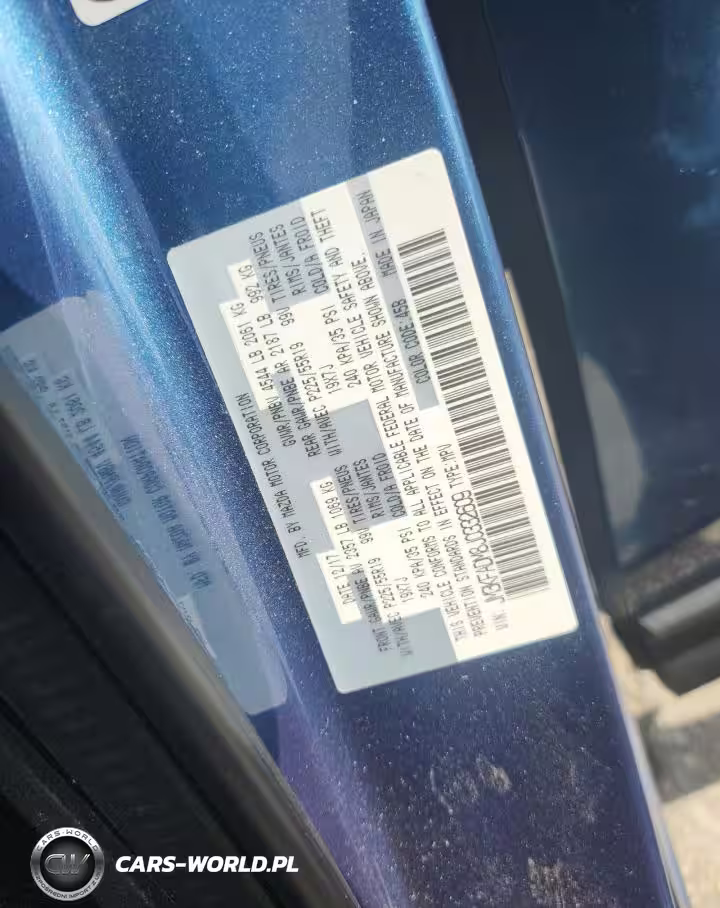 MFD. BY MAZDA MOTOR CORPORATION
DATE 12/17 GVWR/PNBV 4544 LB 2061 KG
FRONT GAWR/PNBE AV 2357 LB 1069 KG REAR GAWR/PNBE AR 2187 LB 992 KG
WITH/AVEC P225/55R19 99V TIRES/PNEUS WITH/AVEC P225/55R19 99V TIRES/PNEUS
19X7J RIMS/JANTES 19X7J RIMS/JANTES
240 KPA/35 PSI COLD/A FROID 240 KPA/35 PSI COLD/A FROID
THIS VEHICLE CONFORMS TO ALL APPLICABLE FEDERAL MOTOR VEHICLE SAFETY AND THEFT
PREVENTION STANDARDS IN EFFECT ON THE DATE OF MANUFACTURE SHOWN ABOVE.
VIN: TYPE:MPV COLOR CODE:45B MADE IN JAPAN
CARS-WORLD
CW
CARS-WORLD.PL